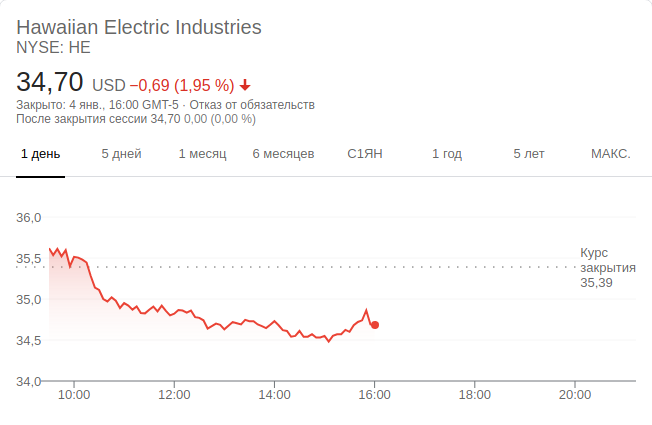 Hawaiian Electric Industries
NYSE: HE
34,70 USD −0,69 (1,95 %)
Закрыто: 4 янв., 16:00 GMT-5 · Отказ от обязательств
После закрытия сессии 34,70 0,00 (0,00 %)
1 день 5 дней 1 месяц 6 месяцев С1ЯН 1 год 5 лет МАКС.
36,0
35,5
35,0
34,5
34,0
Курс
закрытия
35,39
10:00 12:00 14:00 16:00 18:00 20:00